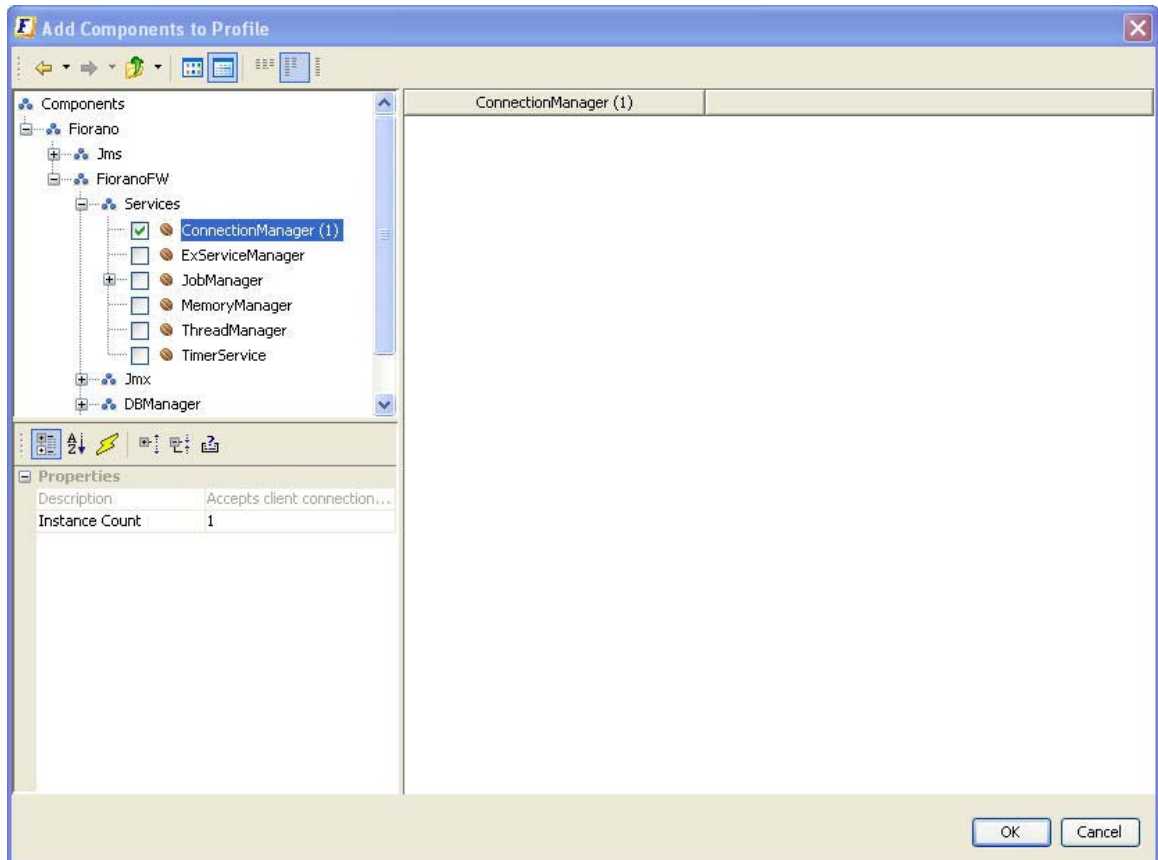 Add Components to Profile
Components
Fiorano
Jms
FioranoFW
Services
ConnectionManager (1)
ExServiceManager
JobManager
MemoryManager
ThreadManager
TimerService
Jmx
DBManager
ConnectionManager (1)
Properties
Description Accepts client connection...
Instance Count 1
OK Cancel